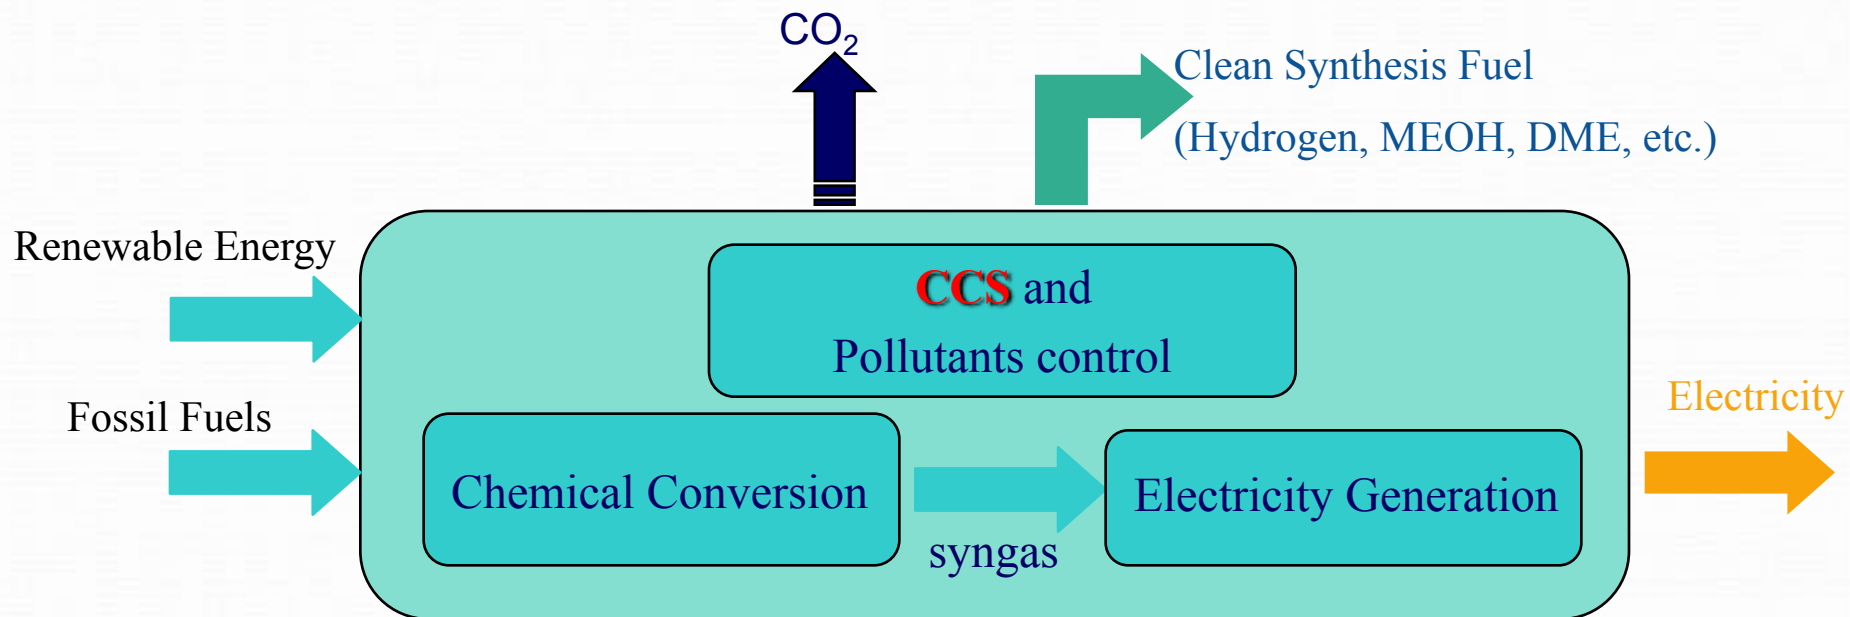 CO₂
Clean Synthesis Fuel
(Hydrogen, MEOH, DME, etc.)
Renewable Energy
CCS and
Pollutants control
Fossil Fuels
Electricity
Chemical Conversion
Electricity Generation
syngas